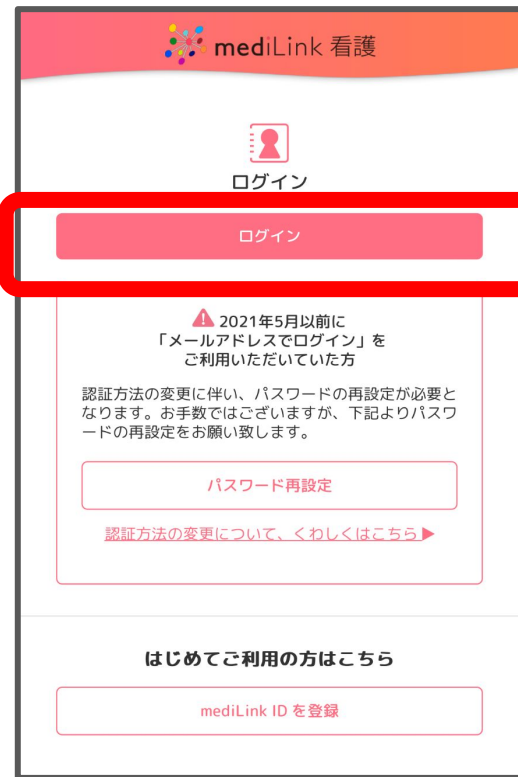 mediLink 看護
ログイン
ログイン
2021年5月以前に
「メールアドレスでログイン」を
ご利用いただいていた方
認証方法の変更に伴い、パスワードの再設定が必要と
なります。お手数ではございますが、下記よりパスワ
ードの再設定をお願い致します。
パスワード再設定
認証方法の変更について、くわしくはこちら▶
はじめてご利用の方はこちら
mediLink ID を登録